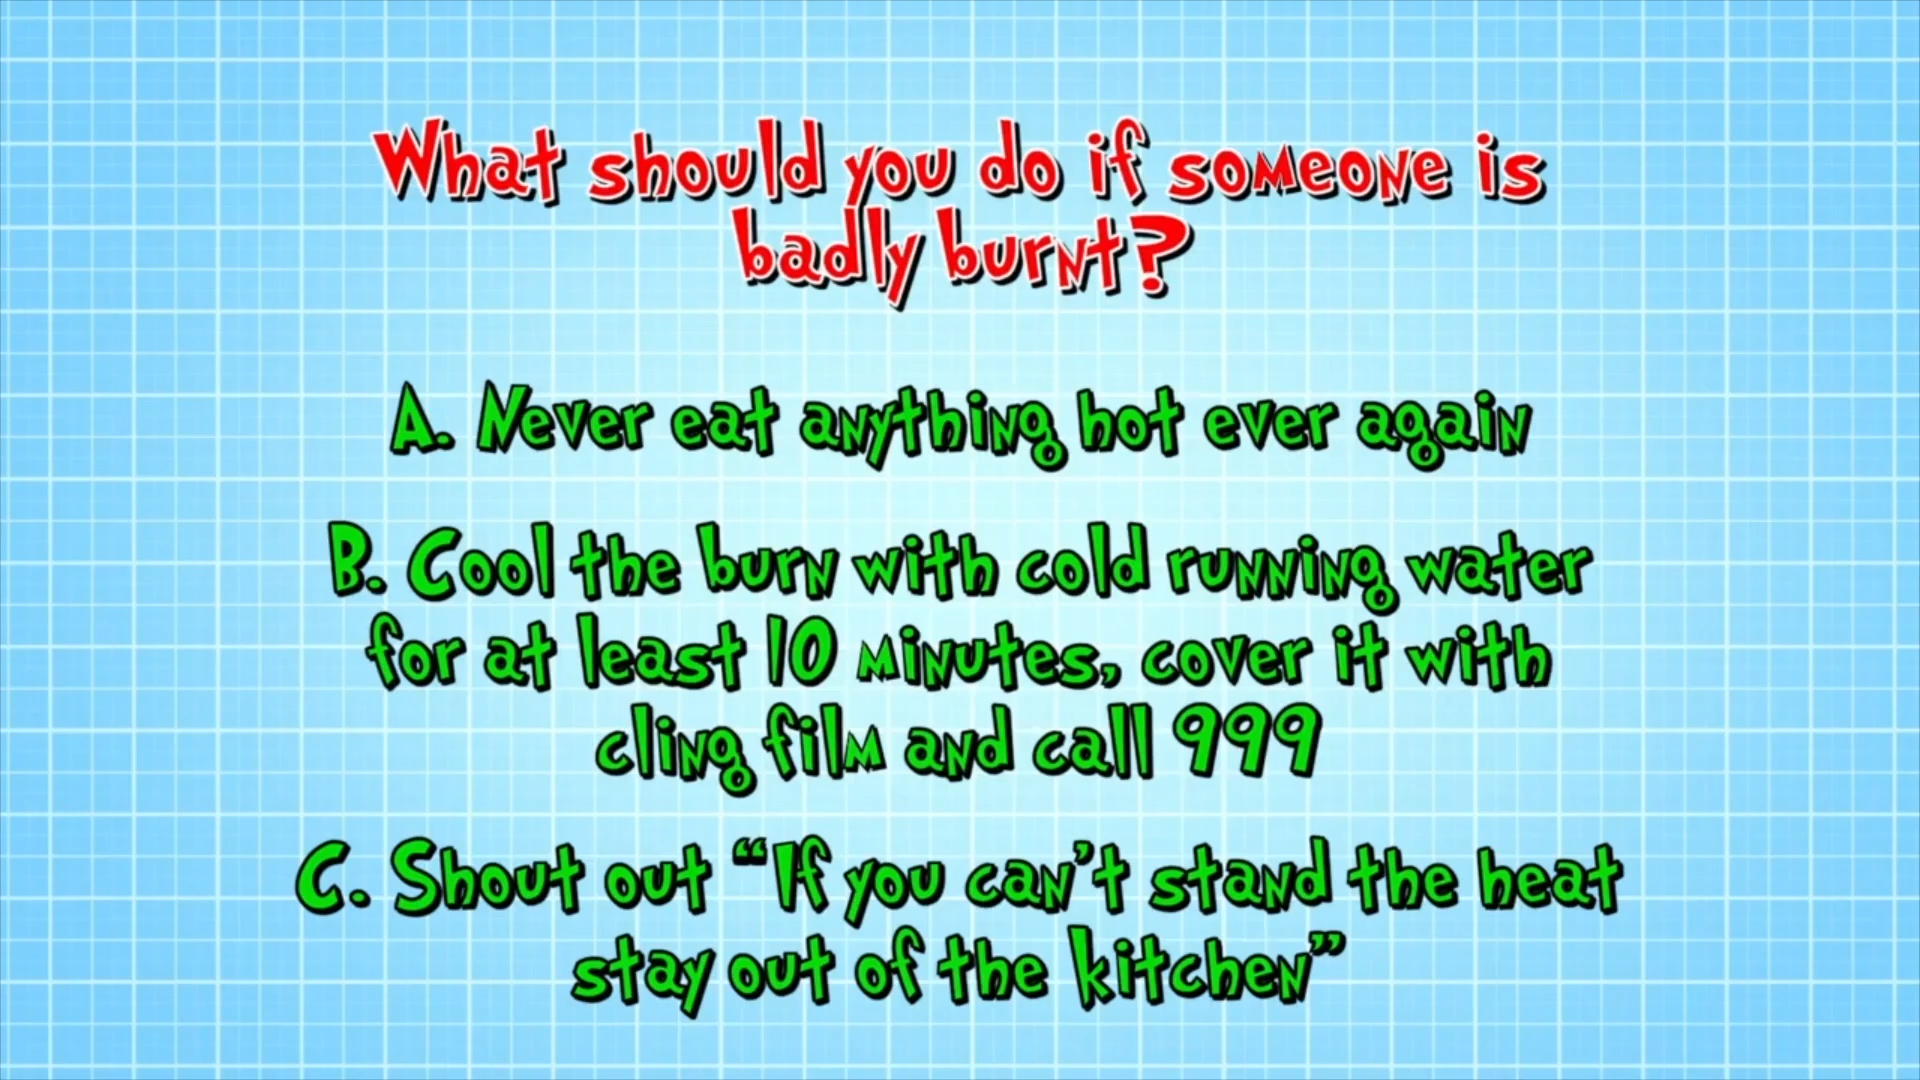 What should you do if someone is
badly burnt?
A. Never eat anything hot ever again
B. Cool the burn with cold running water
for at least 10 minutes, cover it with
cling film and call 999
C. Shout out “If you can’t stand the heat
stay out of the kitchen”